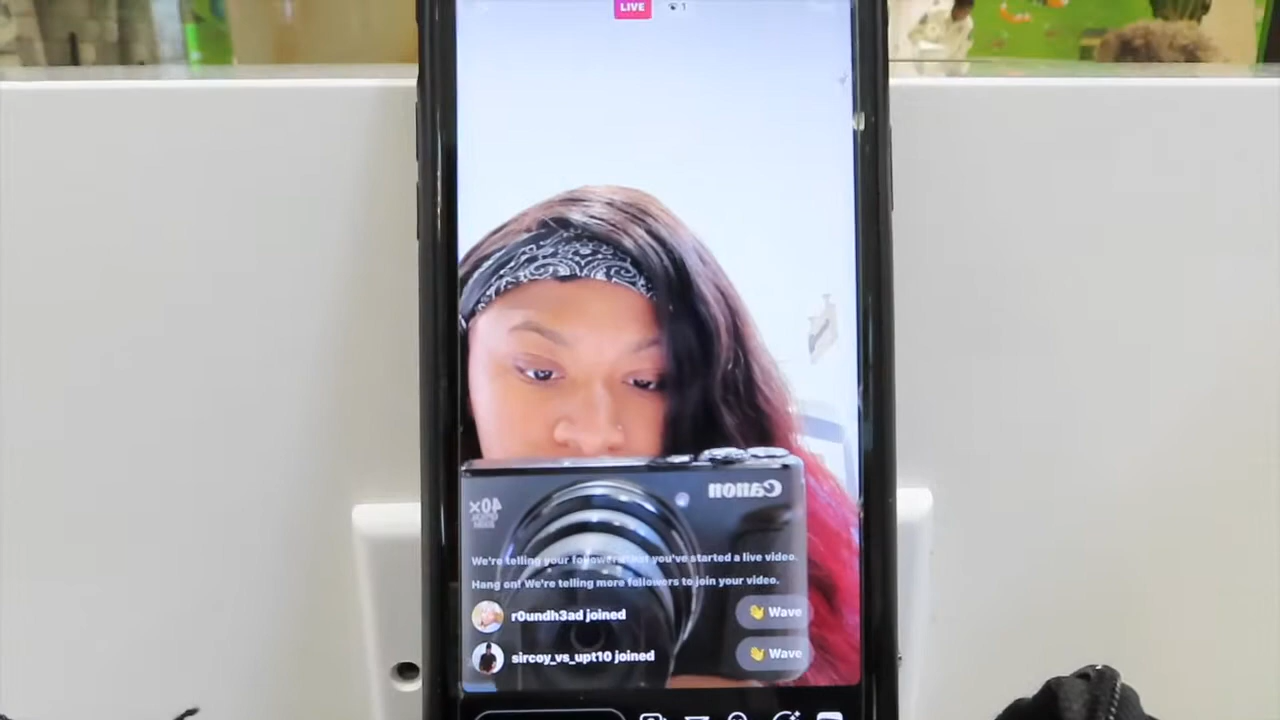 LIVE
1
Canon
40x
We're telling your followers that you've started a live video.
Hang on! We're telling more followers to join your video.
r0undh3ad joined
Wave
sircoy_vs_upt10 joined
Wave